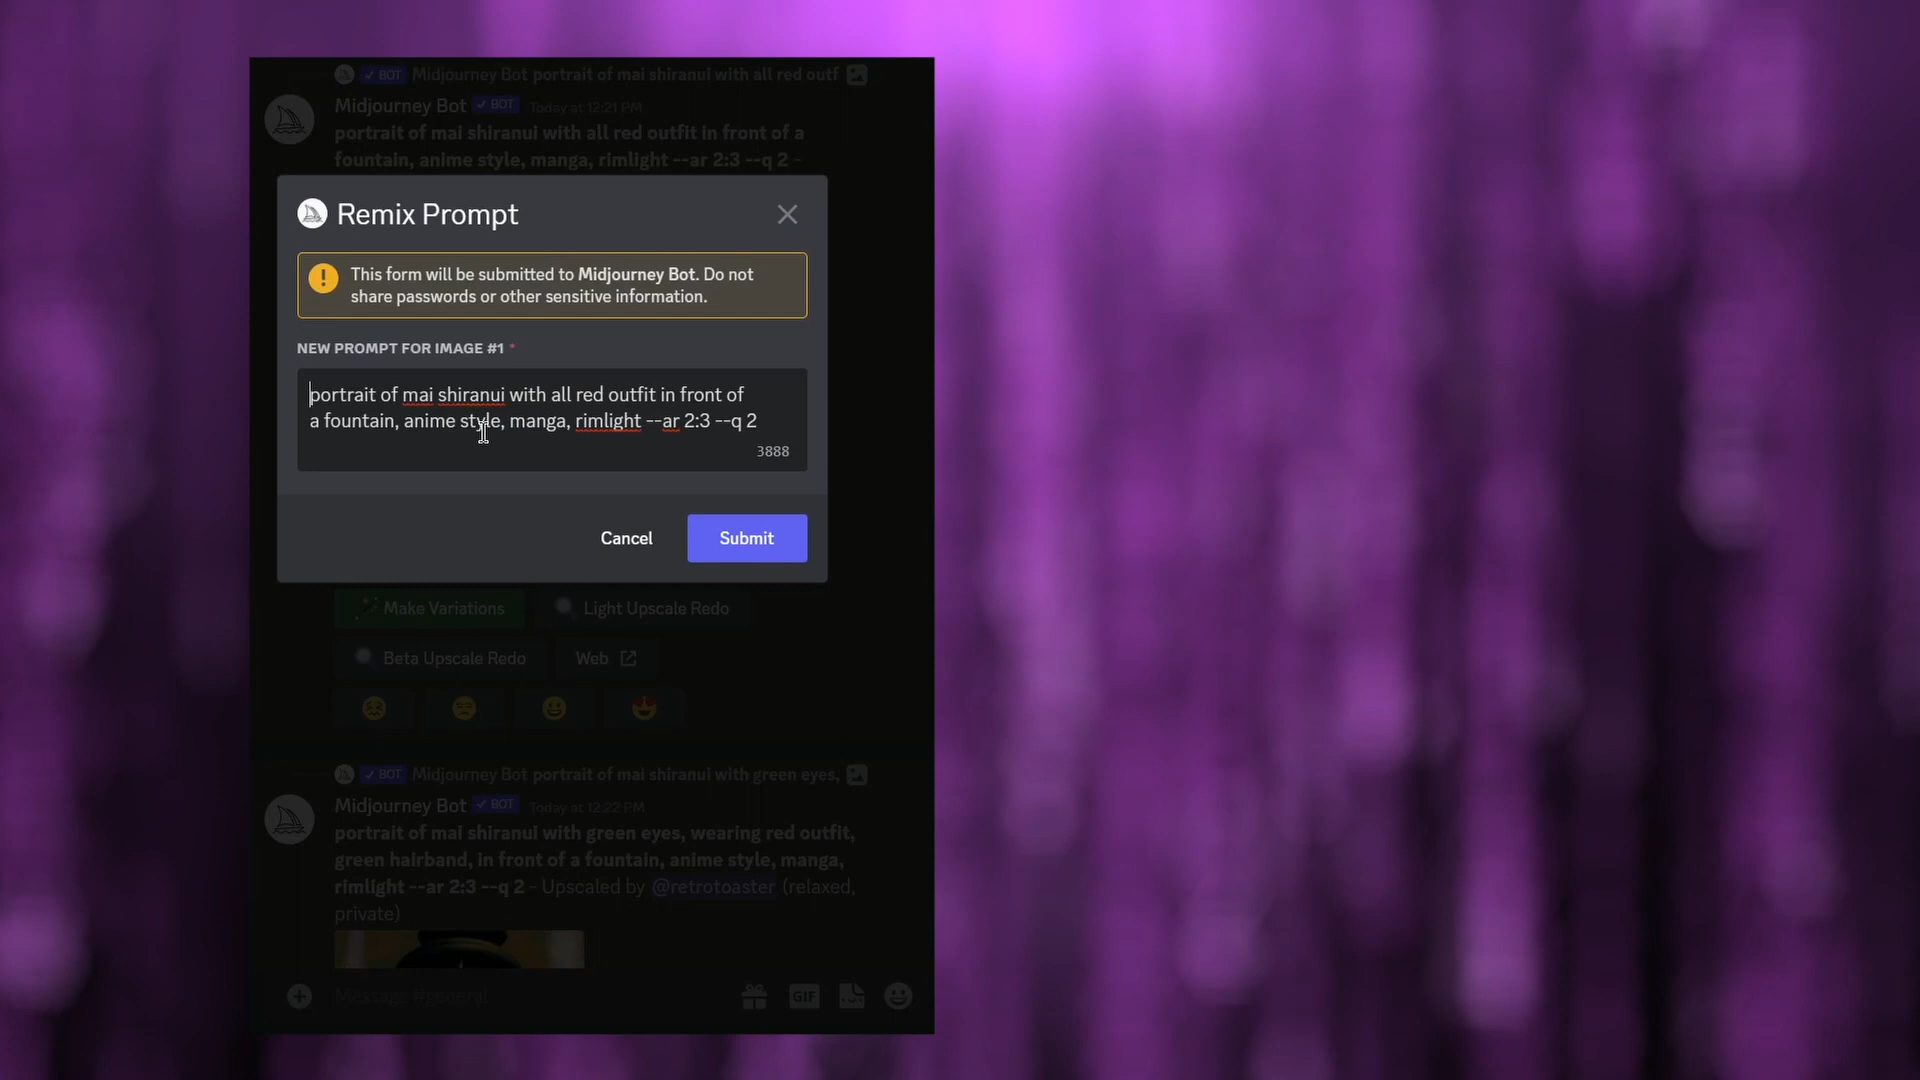 ✓ BOT Midjourney Bot portrait of mai shiranui with all red outf
Midjourney Bot ✓ BOT Today at 12:21 PM
portrait of mai shiranui with all red outfit in front of a
fountain, anime style, manga, rimlight --ar 2:3 --q 2 -
Remix Prompt
This form will be submitted to Midjourney Bot. Do not
share passwords or other sensitive information.
NEW PROMPT FOR IMAGE #1 *
portrait of mai shiranui with all red outfit in front of
a fountain, anime style, manga, rimlight --ar 2:3 --q 2
3888
Cancel
Submit
Make Variations
Light Upscale Redo
Beta Upscale Redo
Web
✓ BOT Midjourney Bot portrait of mai shiranui with green eyes,
Midjourney Bot ✓ BOT Today at 12:22 PM
portrait of mai shiranui with green eyes, wearing red outfit,
green hairband, in front of a fountain, anime style, manga,
rimlight --ar 2:3 --q 2 - Upscaled by @retrotoaster (relaxed,
private)
Message #general
GIF